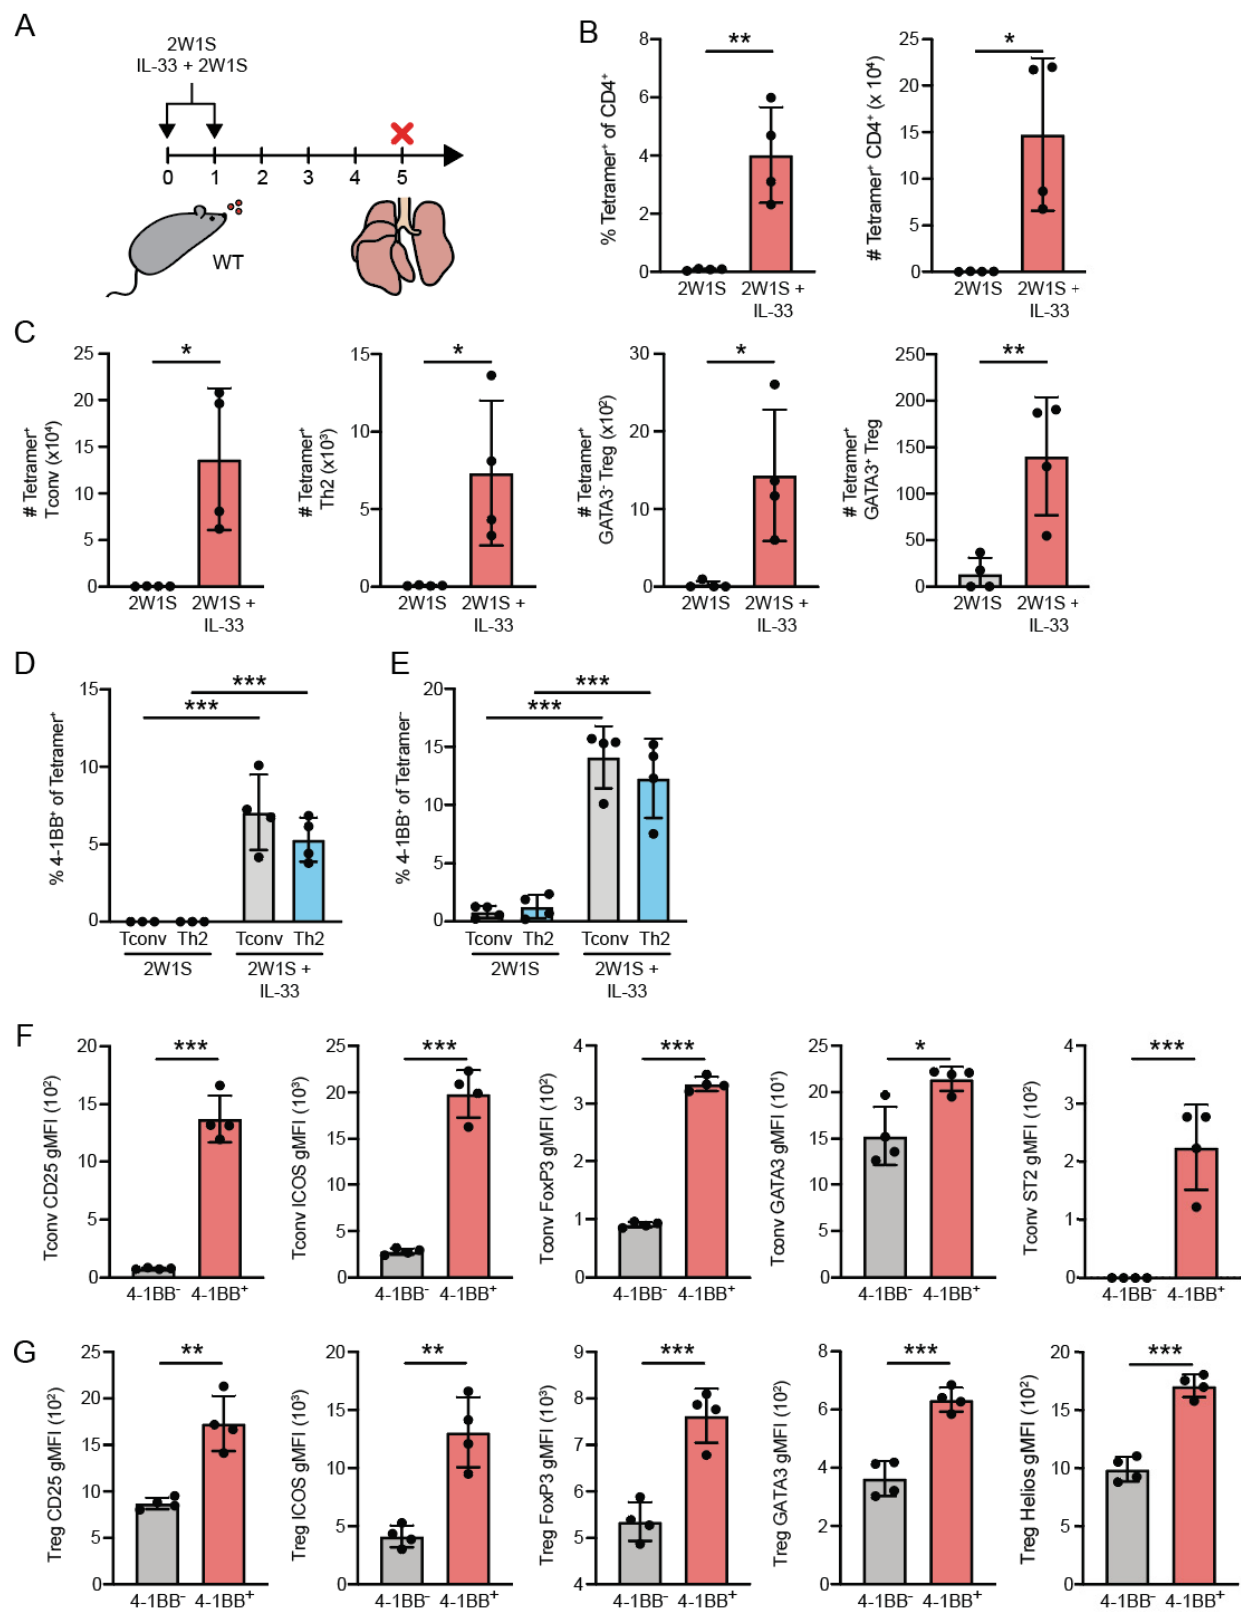 A
2W1S
IL-33 + 2W1S
0 1 2 3 4 5
WT
B
% Tetramer⁺ of CD4⁺
8
6
4
2
0
**
2W1S 2W1S +
IL-33
# Tetramer⁺ CD4⁺ (x 10⁴)
25
20
15
10
5
0
*
2W1S 2W1S +
IL-33
C
# Tetramer⁺
Tconv (x10⁴)
25
20
15
10
5
0
*
2W1S 2W1S +
IL-33
# Tetramer⁺
Th2 (x10³)
15
10
5
0
*
2W1S 2W1S +
IL-33
# Tetramer⁺
GATA3⁻ Treg (x10²)
30
20
10
0
*
2W1S 2W1S +
IL-33
# Tetramer⁺
GATA3⁺ Treg
250
200
150
100
50
0
**
2W1S 2W1S +
IL-33
D
% 4-1BB⁺ of Tetramer⁺
15
10
5
0
***
***
Tconv Th2 Tconv Th2
2W1S 2W1S +
IL-33
E
% 4-1BB⁺ of Tetramer⁻
20
15
10
5
0
***
***
Tconv Th2 Tconv Th2
2W1S 2W1S +
IL-33
F
Tconv CD25 gMFI (10²)
20
15
10
5
0
***
4-1BB⁻ 4-1BB⁺
Tconv ICOS gMFI (10³)
25
20
15
10
5
0
***
4-1BB⁻ 4-1BB⁺
Tconv FoxP3 gMFI (10²)
4
3
2
1
0
***
4-1BB⁻ 4-1BB⁺
Tconv GATA3 gMFI (10¹)
25
20
15
10
5
0
*
4-1BB⁻ 4-1BB⁺
Tconv ST2 gMFI (10²)
4
3
2
1
0
***
4-1BB⁻ 4-1BB⁺
G
Treg CD25 gMFI (10²)
25
20
15
10
5
0
**
4-1BB⁻ 4-1BB⁺
Treg ICOS gMFI (10³)
20
15
10
5
0
**
4-1BB⁻ 4-1BB⁺
Treg FoxP3 gMFI (10³)
9
8
7
6
5
4
***
4-1BB⁻ 4-1BB⁺
Treg GATA3 gMFI (10²)
8
6
4
2
0
***
4-1BB⁻ 4-1BB⁺
Treg Helios gMFI (10²)
20
15
10
5
0
***
4-1BB⁻ 4-1BB⁺